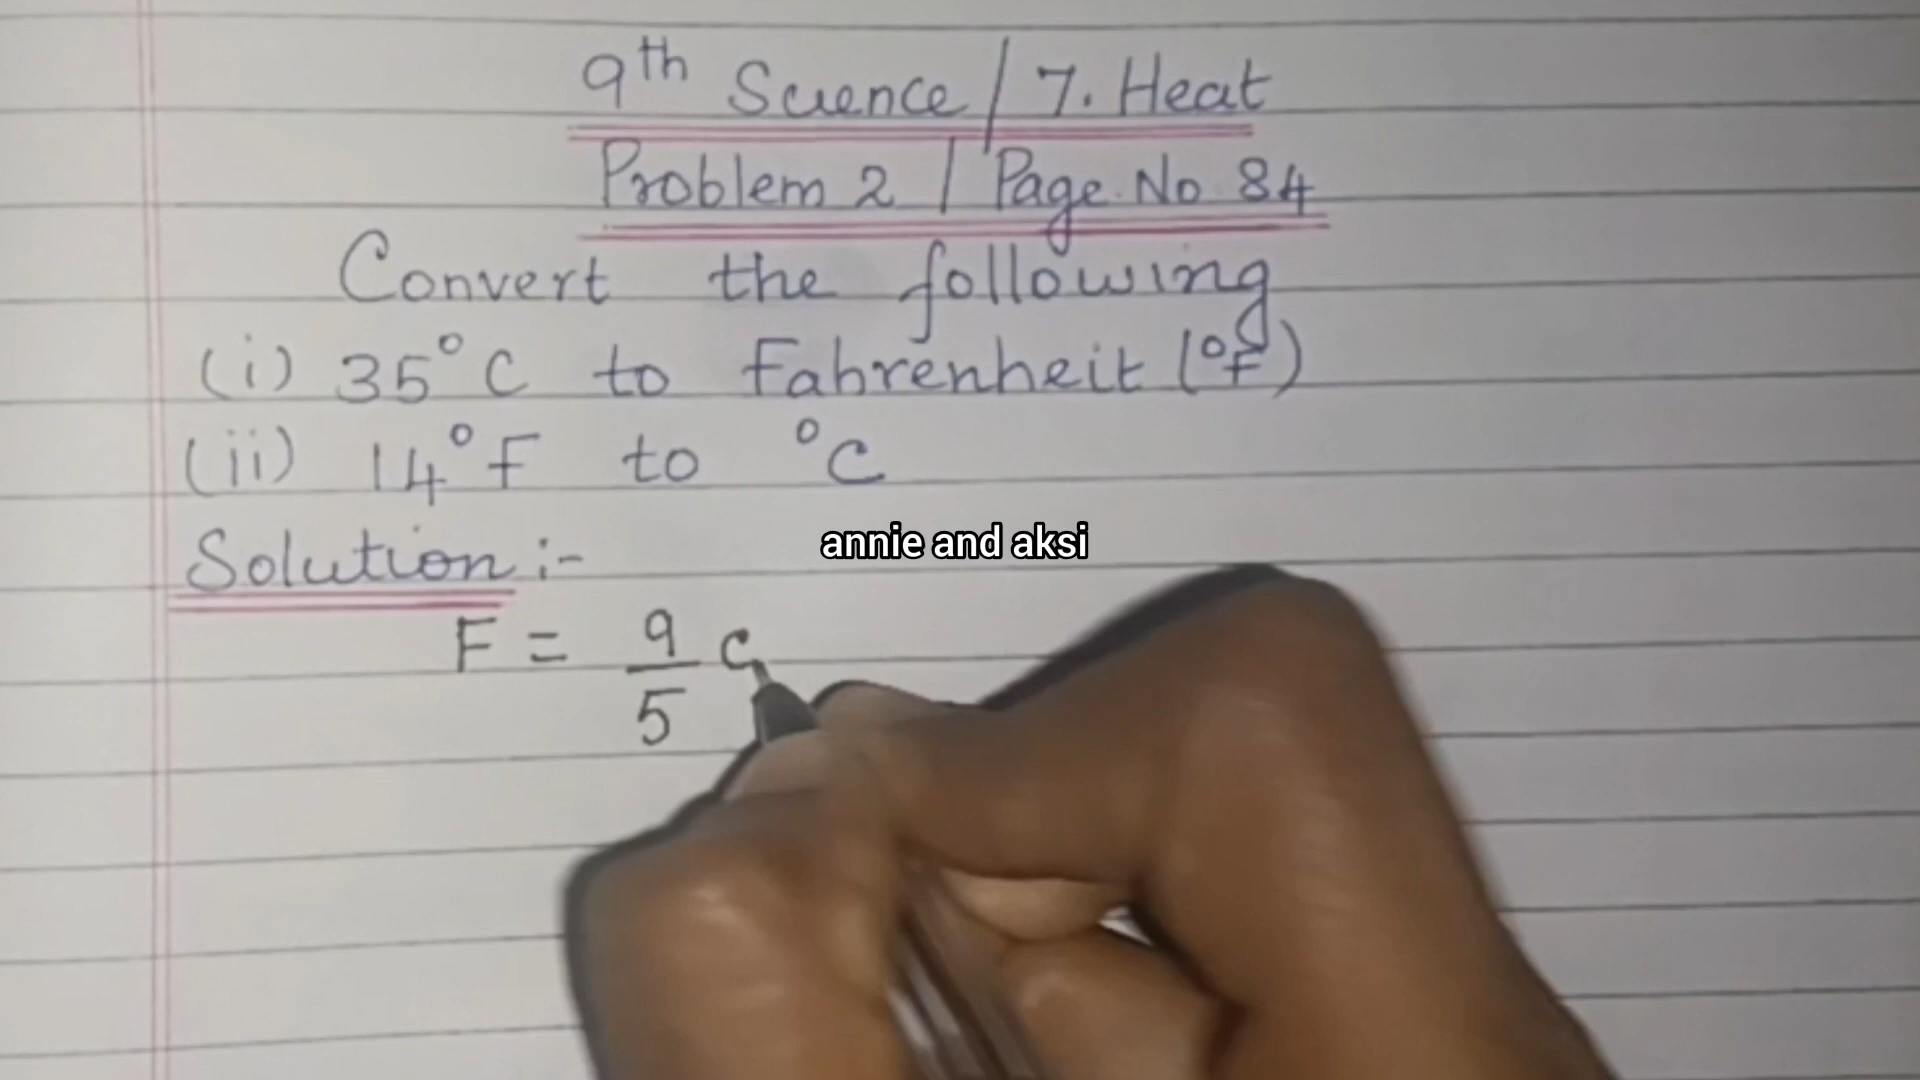 9th Science / 7. Heat
Problem 2 / Page No 84
Convert the following
(i) 35°C to Fahrenheit (°F)
(ii) 14°F to °C
annie and aksi
Solution :-
F = 9/5 C